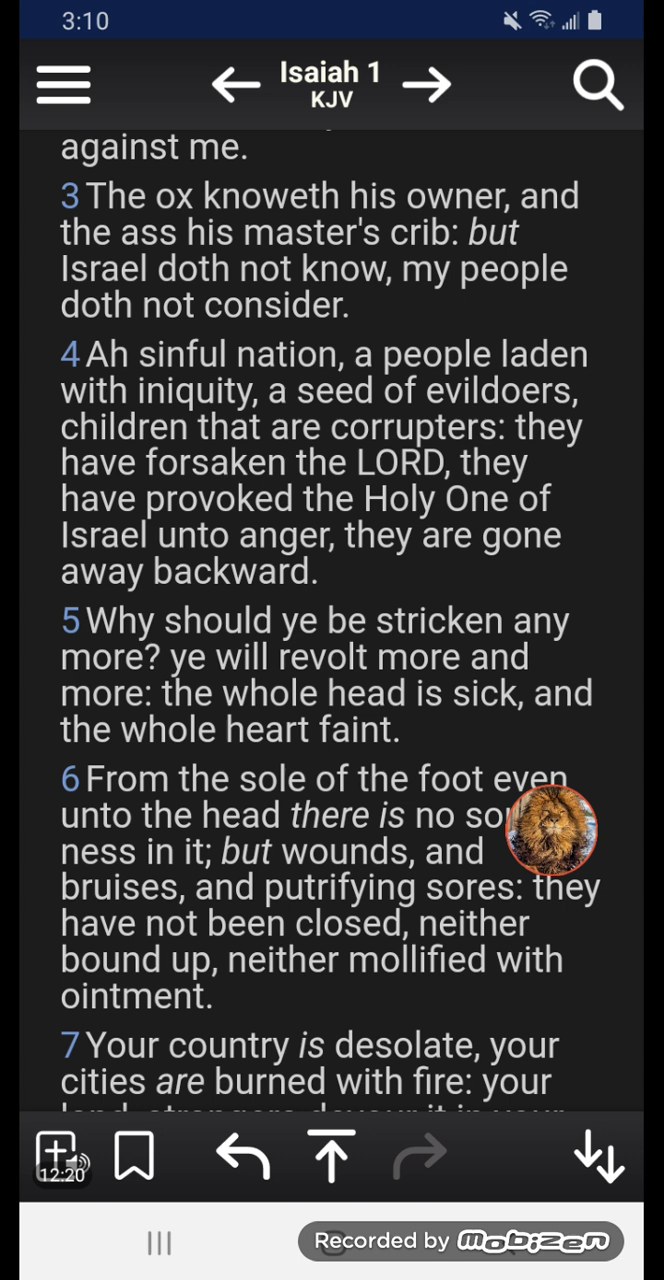 3:10
Isaiah 1
KJV
against me.
3 The ox knoweth his owner, and
the ass his master's crib: but
Israel doth not know, my people
doth not consider.
4 Ah sinful nation, a people laden
with iniquity, a seed of evildoers,
children that are corrupters: they
have forsaken the LORD, they
have provoked the Holy One of
Israel unto anger, they are gone
away backward.
5 Why should ye be stricken any
more? ye will revolt more and
more: the whole head is sick, and
the whole heart faint.
6 From the sole of the foot even
unto the head there is no
ness in it; but wounds, and
bruises, and putrifying sores: they
have not been closed, neither
bound up, neither mollified with
ointment.
7 Your country is desolate, your
cities are burned with fire: your
12:20
Recorded by mobizen